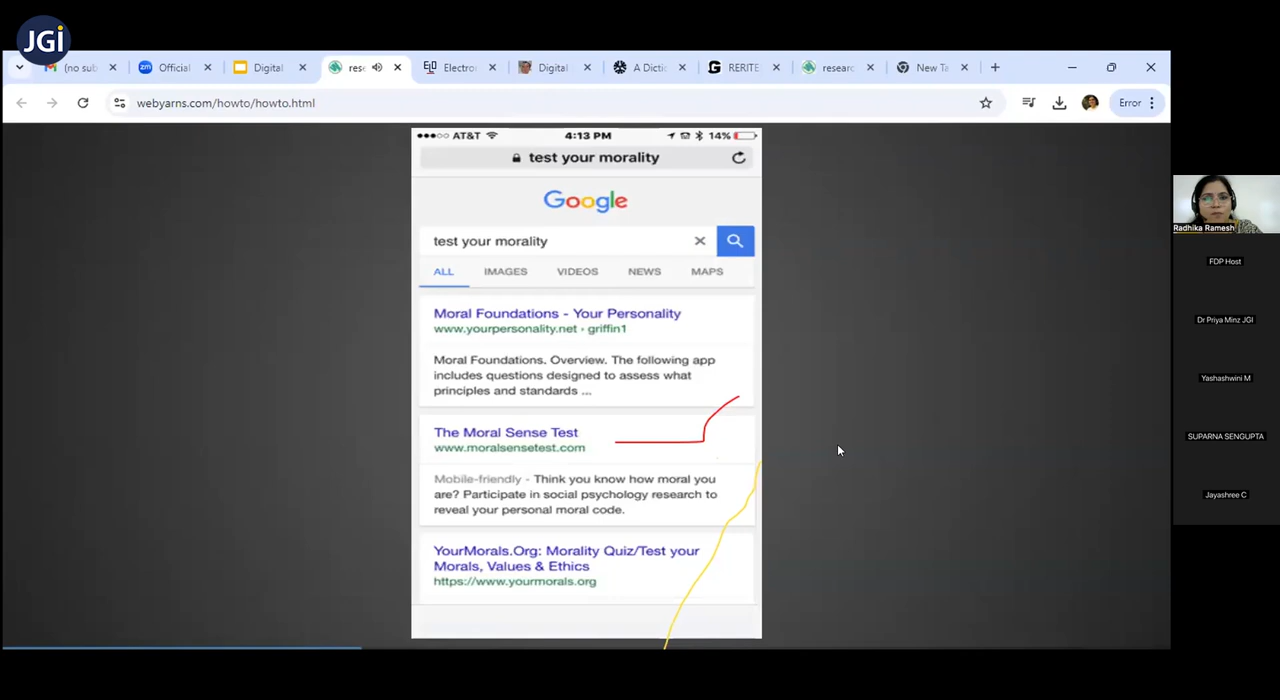 JGi
(no sub
zm
Official
Digital
rese
Electro
Digital
A Dictic
RERITE
researc
New Ta
webyarns.com/howto/howto.html
Error
AT&T
4:13 PM
14%
test your morality
Google
test your morality
ALL IMAGES VIDEOS NEWS MAPS
Moral Foundations - Your Personality
www.yourpersonality.net › griffin1
Moral Foundations. Overview. The following app
includes questions designed to assess what
principles and standards ...
The Moral Sense Test
www.moralsensetest.com
Mobile-friendly - Think you know how moral you
are? Participate in social psychology research to
reveal your personal moral code.
YourMorals.Org: Morality Quiz/Test your
Morals, Values & Ethics
https://www.yourmorals.org
Radhika Ramesh
FDP Host
Dr Priya Minz JGI
Yashashwini M
SUPARNA SENGUPTA
Jayashree C